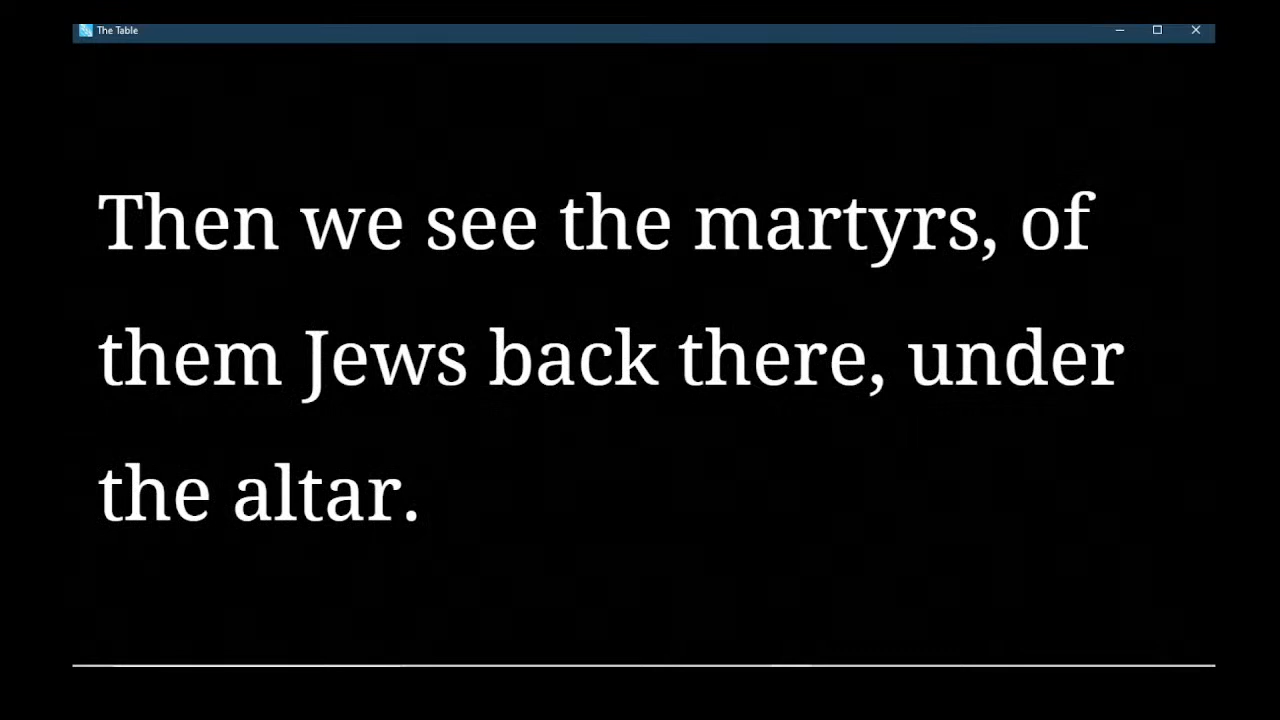 The Table
Then we see the martyrs, of
them Jews back there, under
the altar.